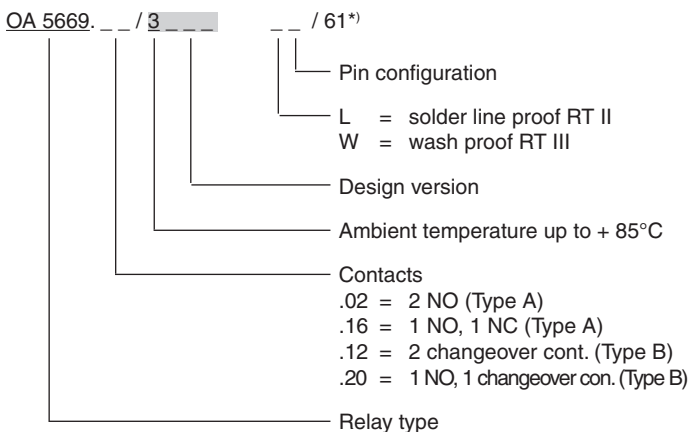 OA 5669. _ _ / 3 _ _ _ _ _ / 61*)
Pin configuration
L = solder line proof RT II
W = wash proof RT III
Design version
Ambient temperature up to + 85°C
Contacts
.02 = 2 NO (Type A)
.16 = 1 NO, 1 NC (Type A)
.12 = 2 changeover cont. (Type B)
.20 = 1 NO, 1 changeover con. (Type B)
Relay type